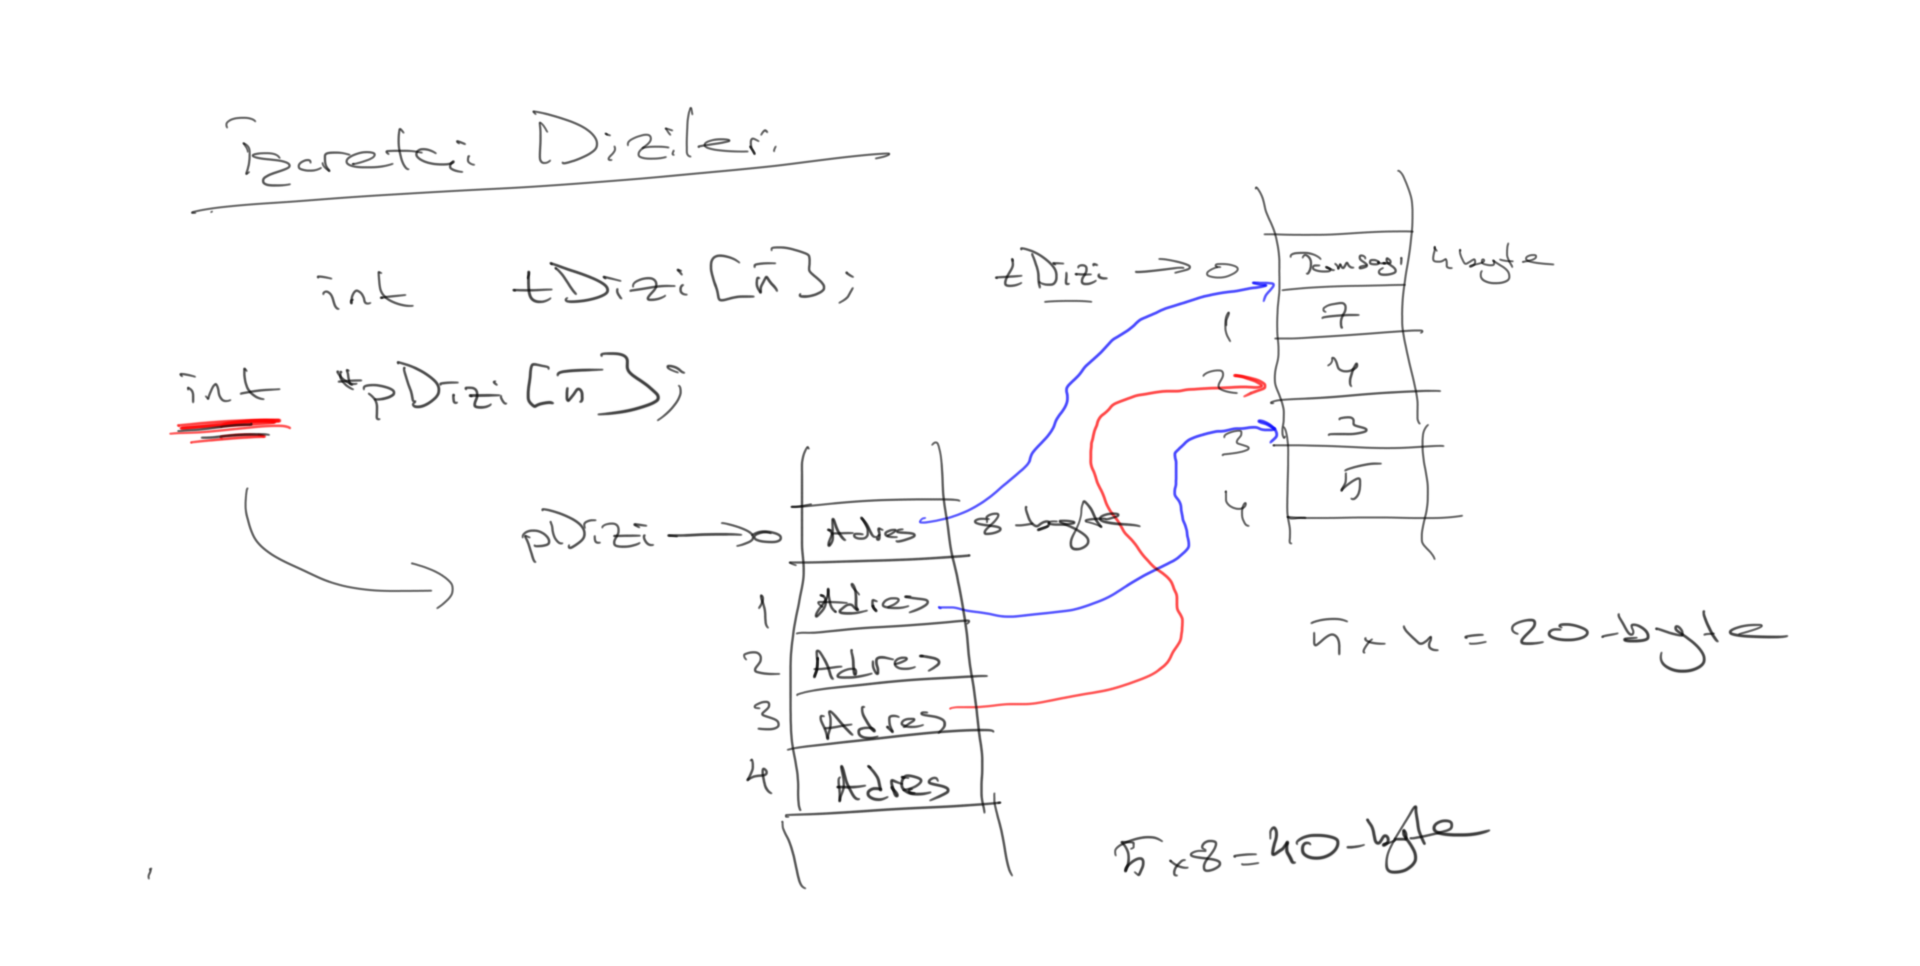 İşaretçi Dizileri
int tDizi[5];
int *pDizi[5];
tDizi → 0 Tamsayı 4 byte
1 7
2 4
3 3
4 5
pDizi → 0 Adres 8-byte
1 Adres
2 Adres
3 Adres
4 Adres
5 x 4 = 20-byte
5 x 8 = 40-byte